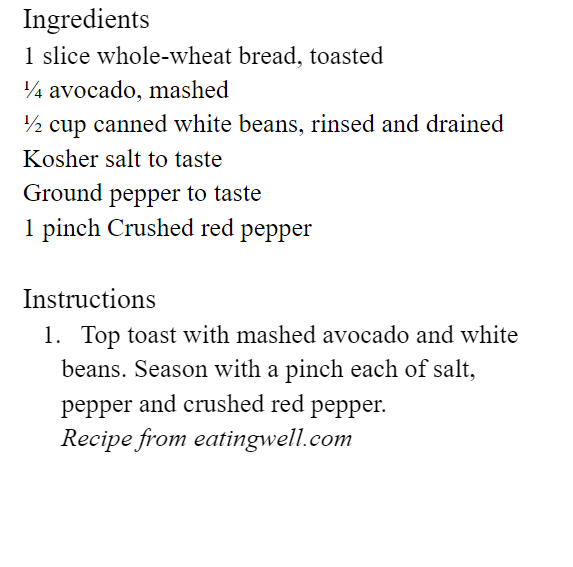 Ingredients
1 slice whole-wheat bread, toasted
¼ avocado, mashed
½ cup canned white beans, rinsed and drained
Kosher salt to taste
Ground pepper to taste
1 pinch Crushed red pepper
Instructions
1. Top toast with mashed avocado and white
beans. Season with a pinch each of salt,
pepper and crushed red pepper.
Recipe from eatingwell.com